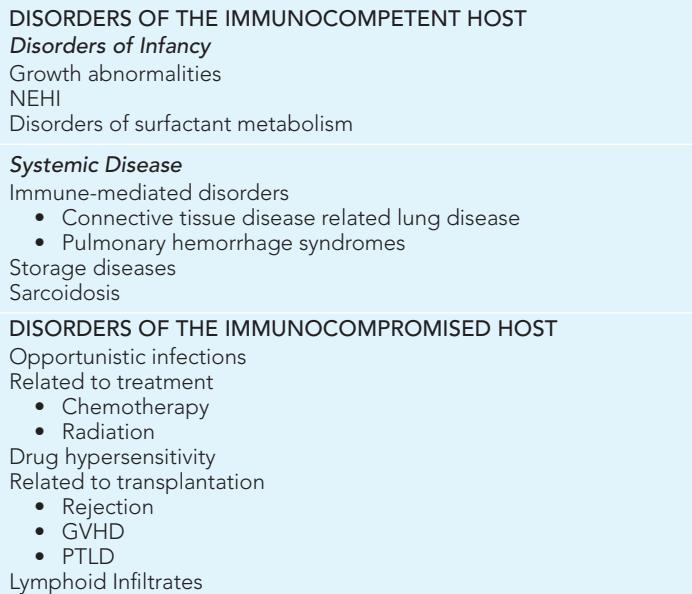 DISORDERS OF THE IMMUNOCOMPETENT HOST
Disorders of Infancy
Growth abnormalities
NEHI
Disorders of surfactant metabolism
Systemic Disease
Immune-mediated disorders
• Connective tissue disease related lung disease
• Pulmonary hemorrhage syndromes
Storage diseases
Sarcoidosis
DISORDERS OF THE IMMUNOCOMPROMISED HOST
Opportunistic infections
Related to treatment
• Chemotherapy
• Radiation
Drug hypersensitivity
Related to transplantation
• Rejection
• GVHD
• PTLD
Lymphoid Infiltrates